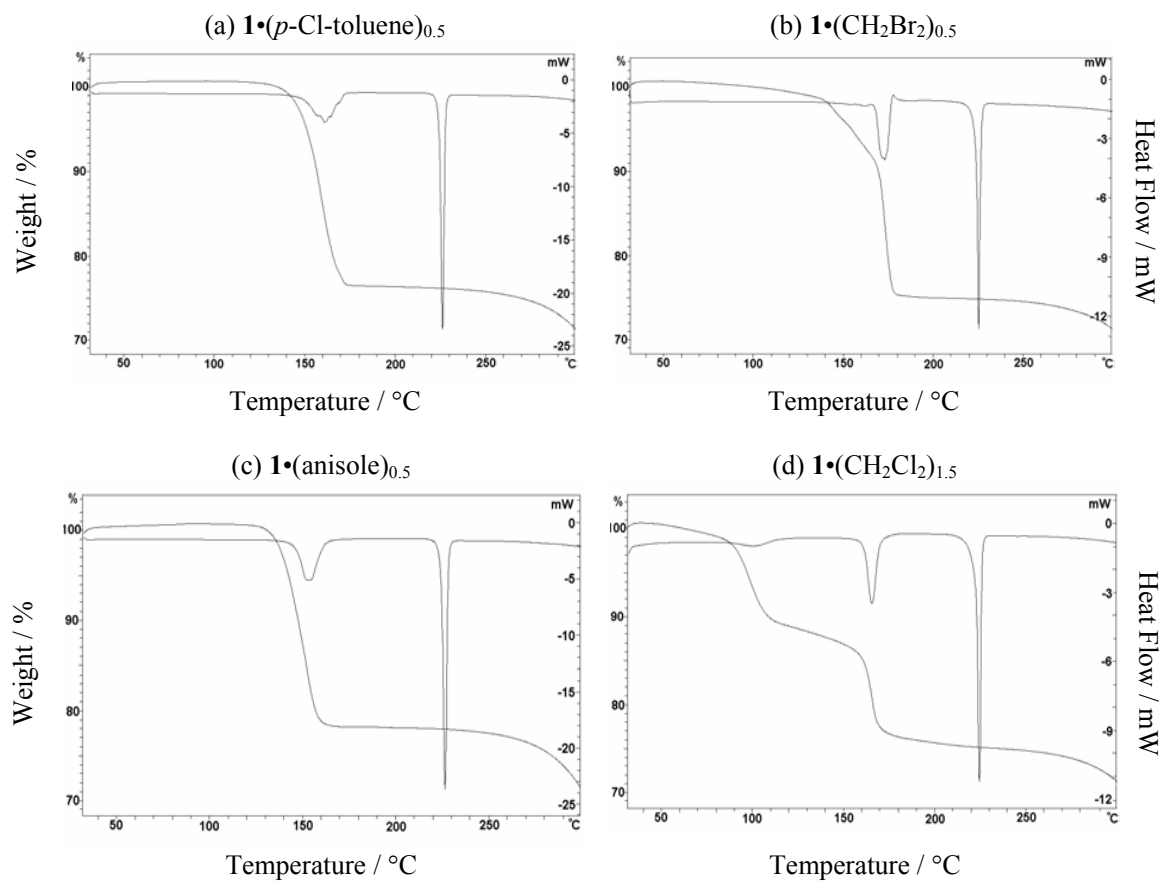 (a) 1•(p-Cl-toluene)0.5
(b) 1•(CH2Br2)0.5
% mW
100 0
90 -5
80 -10
70 -15
-20
-25
50 100 150 200 250 °C
Weight / %
Temperature / °C
% mW
100 0
90 -3
80 -6
70 -9
-12
50 100 150 200 250 °C
Heat Flow / mW
Temperature / °C
(c) 1•(anisole)0.5
(d) 1•(CH2Cl2)1.5
% mW
100 0
90 -5
80 -10
70 -15
-20
-25
50 100 150 200 250 °C
Weight / %
Temperature / °C
% mW
100 0
90 -3
80 -6
70 -9
-12
50 100 150 200 250 °C
Heat Flow / mW
Temperature / °C